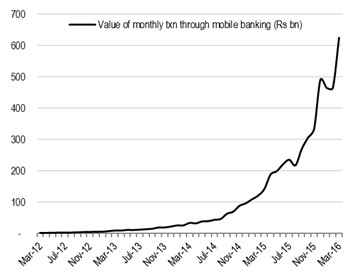 700
Value of monthly txn through mobile banking (Rs bn)
600
500
400
300
200
100
-
Mar-12
Jul-12
Nov-12
Mar-13
Jul-13
Nov-13
Mar-14
Jul-14
Nov-14
Mar-15
Jul-15
Nov-15
Mar-16